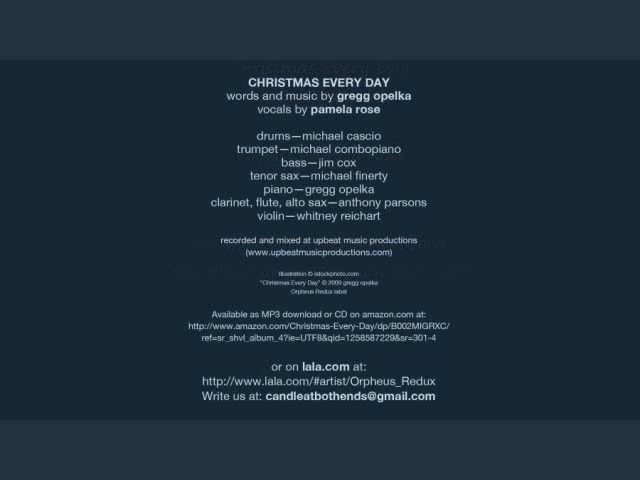 CHRISTMAS EVERY DAY
words and music by gregg opelka
vocals by pamela rose
drums—michael cascio
trumpet—michael combopiano
bass—jim cox
tenor sax—michael finerty
piano—gregg opelka
clarinet, flute, alto sax—anthony parsons
violin—whitney reichart
recorded and mixed at upbeat music productions
(www.upbeatmusicproductions.com)
Illustration © istockphoto.com
"Christmas Every Day" © 2009 gregg opelka
Orpheus Redux label
Available as MP3 download or CD on amazon.com at:
http://www.amazon.com/Christmas-Every-Day/dp/B002MIGRXC/
ref=sr_shvl_album_4?ie=UTF8&qid=1258587229&sr=301-4
or on lala.com at:
http://www.lala.com/#artist/Orpheus_Redux
Write us at: candleatbothends@gmail.com